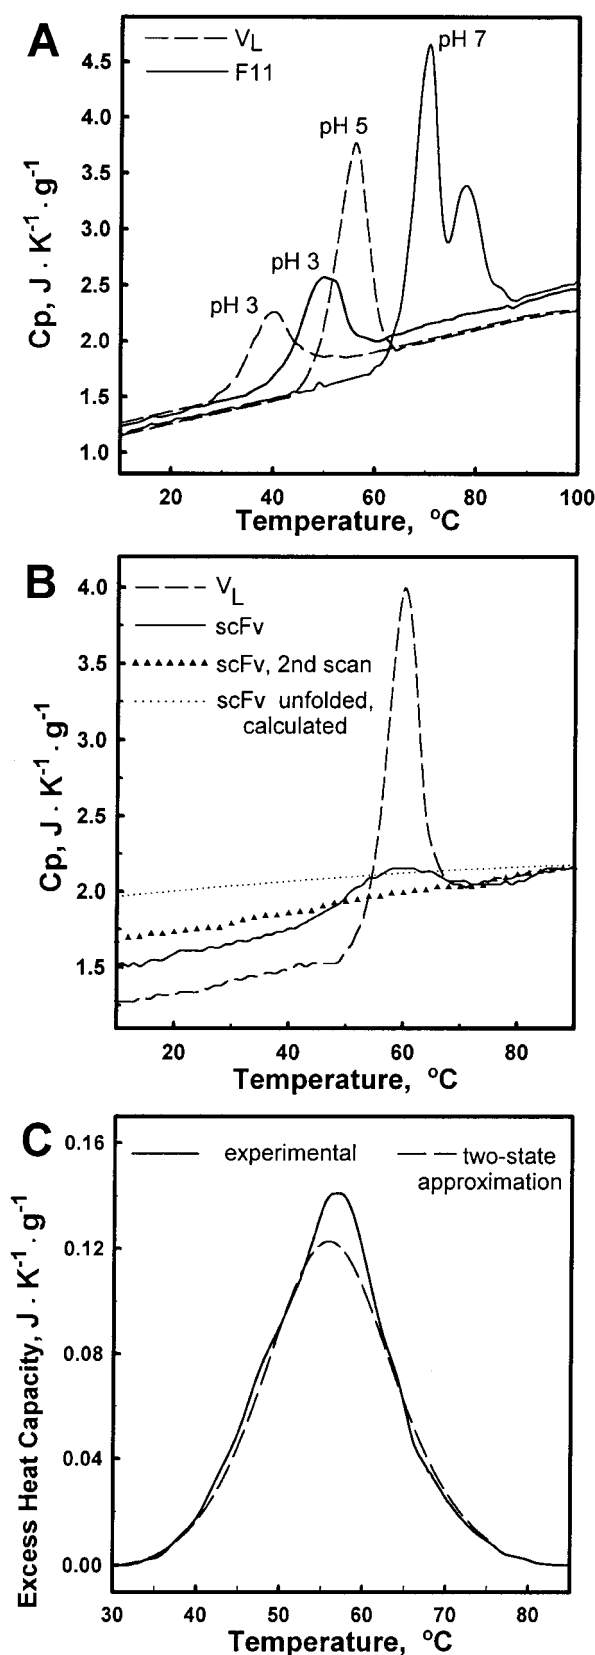 A
V_L
F11
pH 7
pH 5
pH 3
pH 3
4.5
4.0
3.5
3.0
2.5
2.0
1.5
1.0
Cp, J · K⁻¹ · g⁻¹
20 40 60 80 100
Temperature, °C
B
V_L
scFv
scFv, 2nd scan
scFv unfolded,
calculated
4.0
3.5
3.0
2.5
2.0
1.5
Cp, J · K⁻¹ · g⁻¹
20 40 60 80
Temperature, °C
C
experimental
two-state
approximation
0.16
0.12
0.08
0.04
0.00
Excess Heat Capacity, J · K⁻¹ · g⁻¹
30 40 50 60 70 80
Temperature, °C